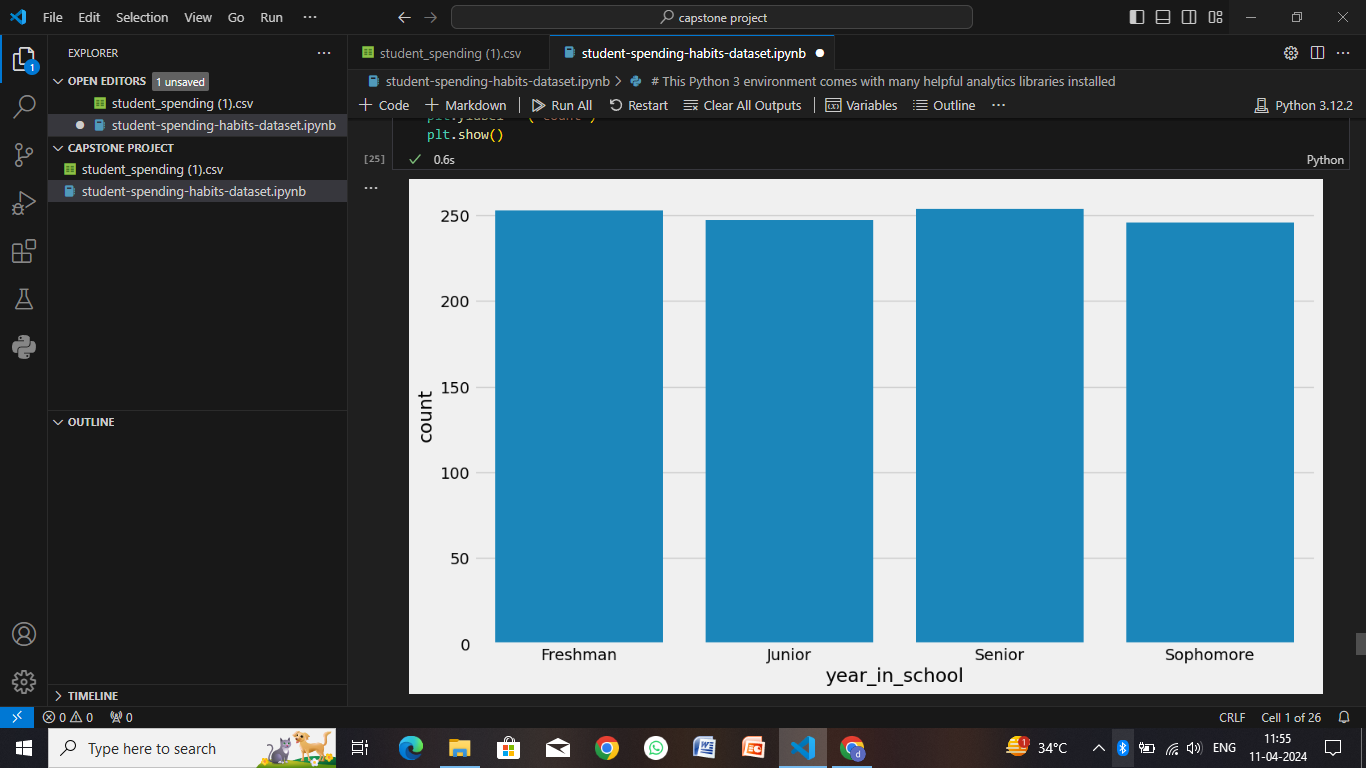 File Edit Selection View Go Run ··· capstone project
EXPLORER ···
OPEN EDITORS 1 unsaved
student_spending (1).csv
student-spending-habits-dataset.ipynb
CAPSTONE PROJECT
student_spending (1).csv
student-spending-habits-dataset.ipynb
OUTLINE
TIMELINE
1
student_spending (1).csv student-spending-habits-dataset.ipynb
student-spending-habits-dataset.ipynb > # This Python 3 environment comes with many helpful analytics libraries installed
+ Code + Markdown Run All Restart Clear All Outputs Variables Outline ··· Python 3.12.2
plt.show()
[25] 0.6s Python
···
250
200
150
100
50
0
count
Freshman Junior Senior Sophomore
year_in_school
0 0 0 CRLF Cell 1 of 26
Type here to search 1 34°C ENG 11:55
11-04-2024